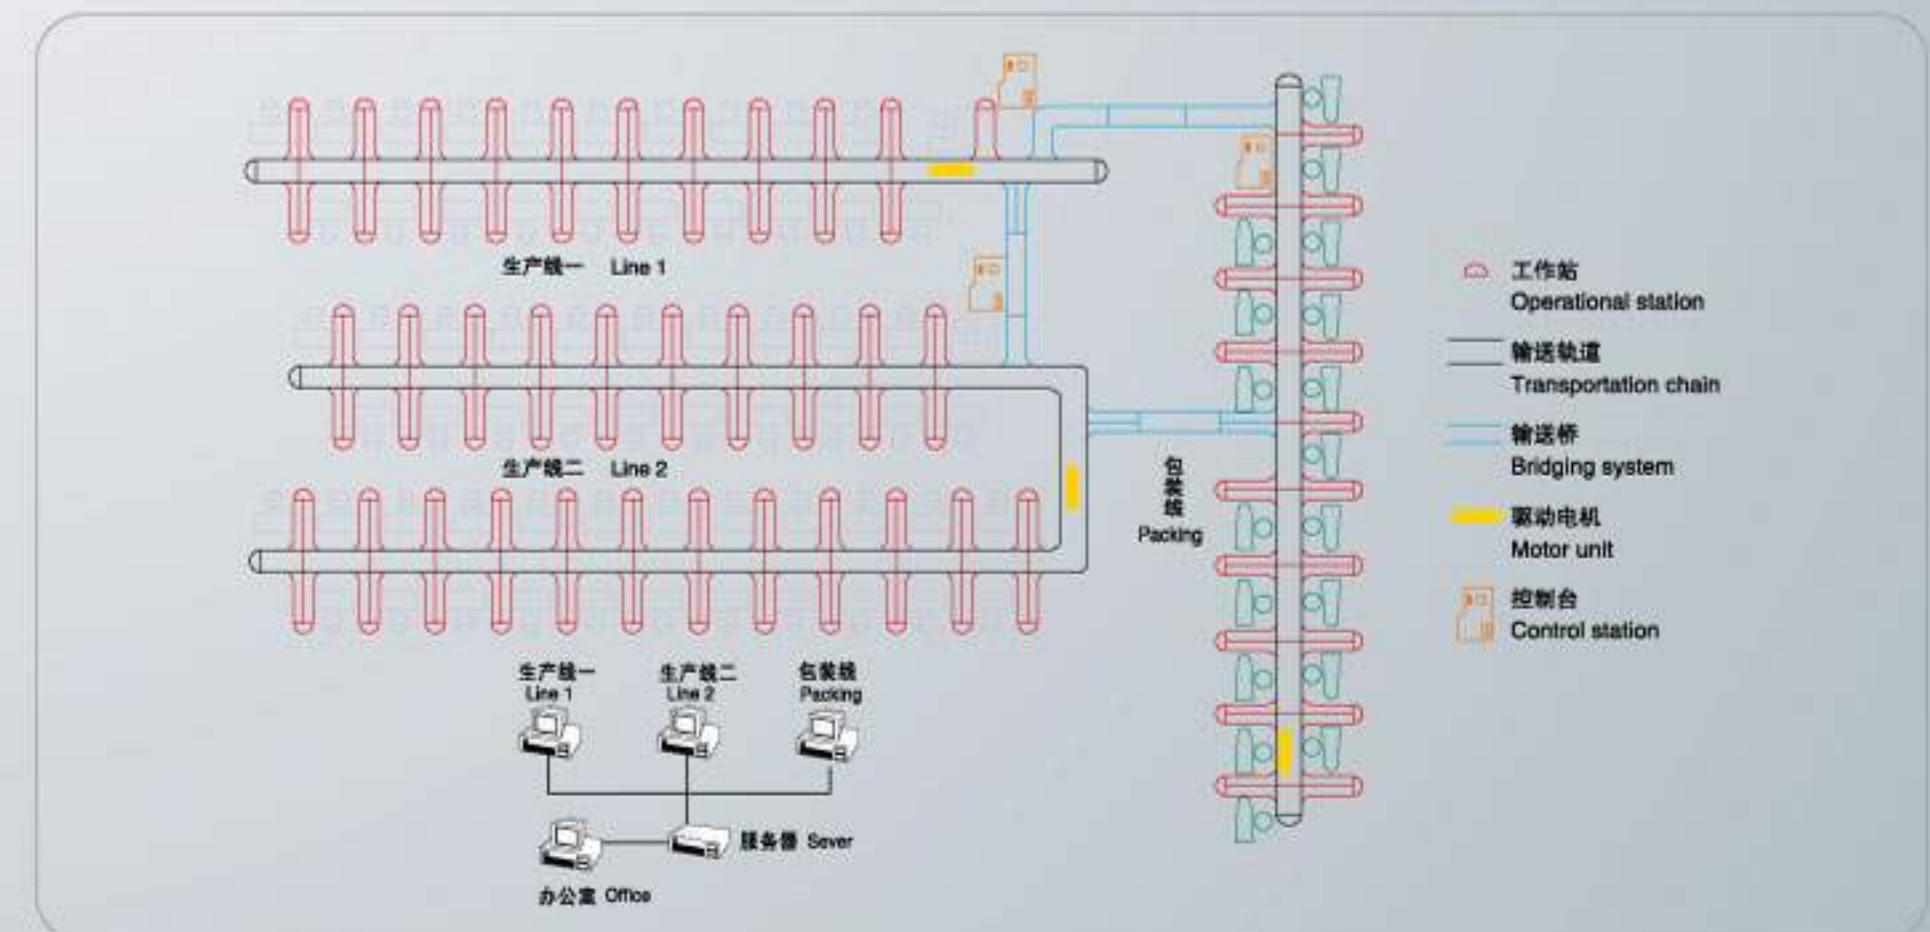 生产线一 Line 1
生产线二 Line 2
包装线
Packing
工作站
Operational station
输送轨道
Transportation chain
输送桥
Bridging system
驱动电机
Motor unit
控制台
Control station
生产线一
Line 1
生产线二
Line 2
包装线
Packing
服务器 Sever
办公室 Office